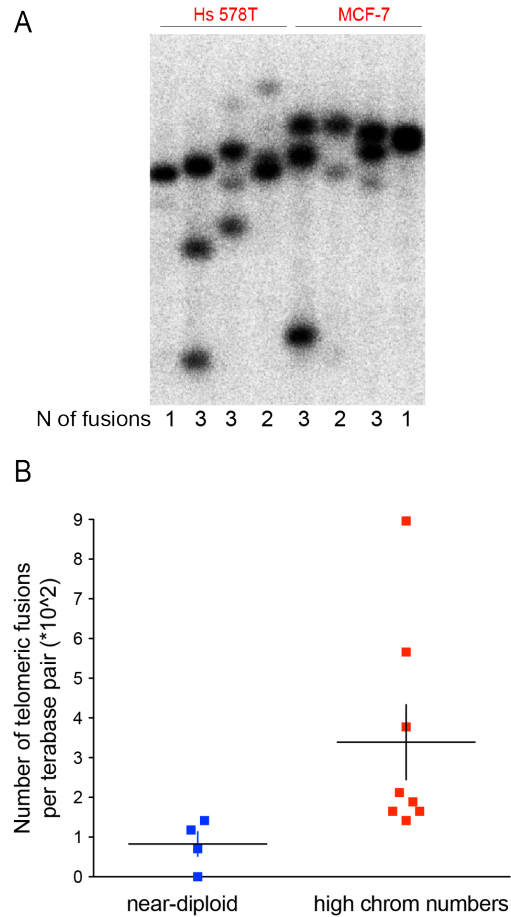 A
Hs 578T MCF-7
N of fusions 1 3 3 2 3 2 3 1
B
Number of telomeric fusions
per terabase pair (*10^2)
9
8
7
6
5
4
3
2
1
0
near-diploid high chrom numbers